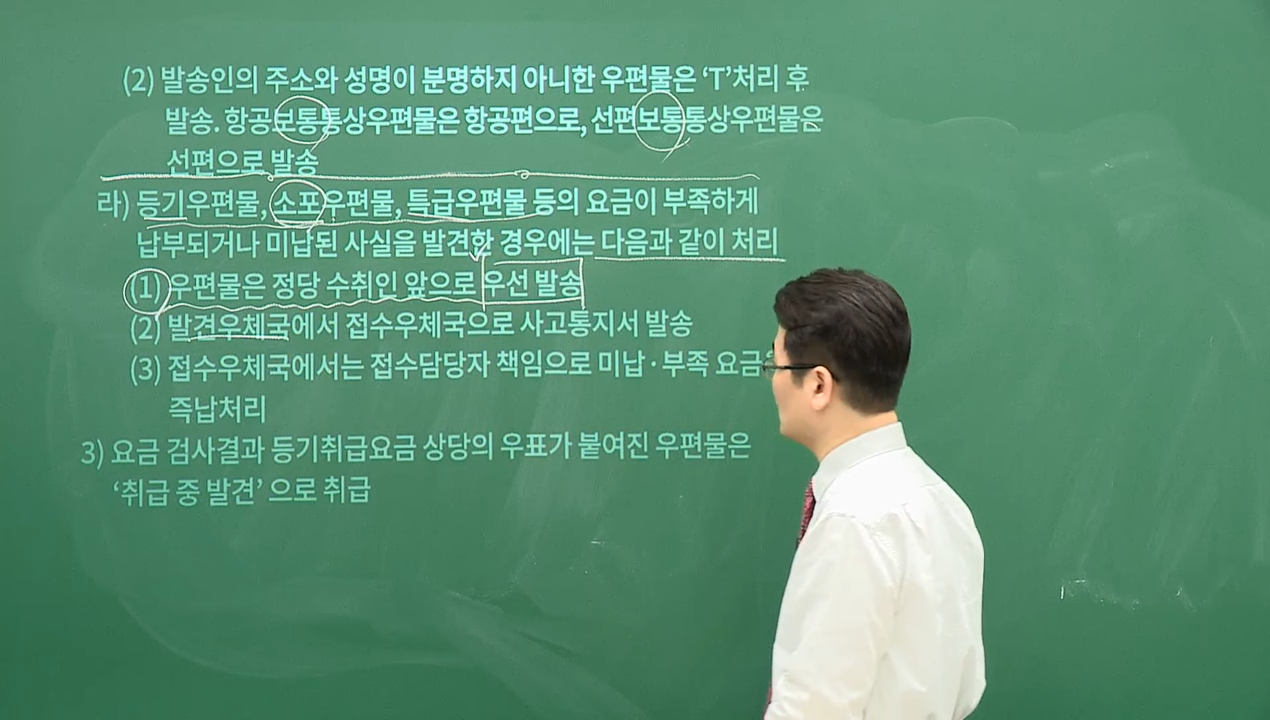 (2) 발송인의 주소와 성명이 분명하지 아니한 우편물은 ‘T’처리 후
발송. 항공보통통상우편물은 항공편으로, 선편보통통상우편물은
선편으로 발송
라) 등기우편물, 소포우편물, 특급우편물 등의 요금이 부족하게
납부되거나 미납된 사실을 발견한 경우에는 다음과 같이 처리
(1) 우편물은 정당 수취인 앞으로 우선 발송
(2) 발견우체국에서 접수우체국으로 사고통지서 발송
(3) 접수우체국에서는 접수담당자 책임으로 미납·부족 요금을
즉납처리
3) 요금 검사결과 등기취급요금 상당의 우표가 붙여진 우편물은
‘취급 중 발견’ 으로 취급